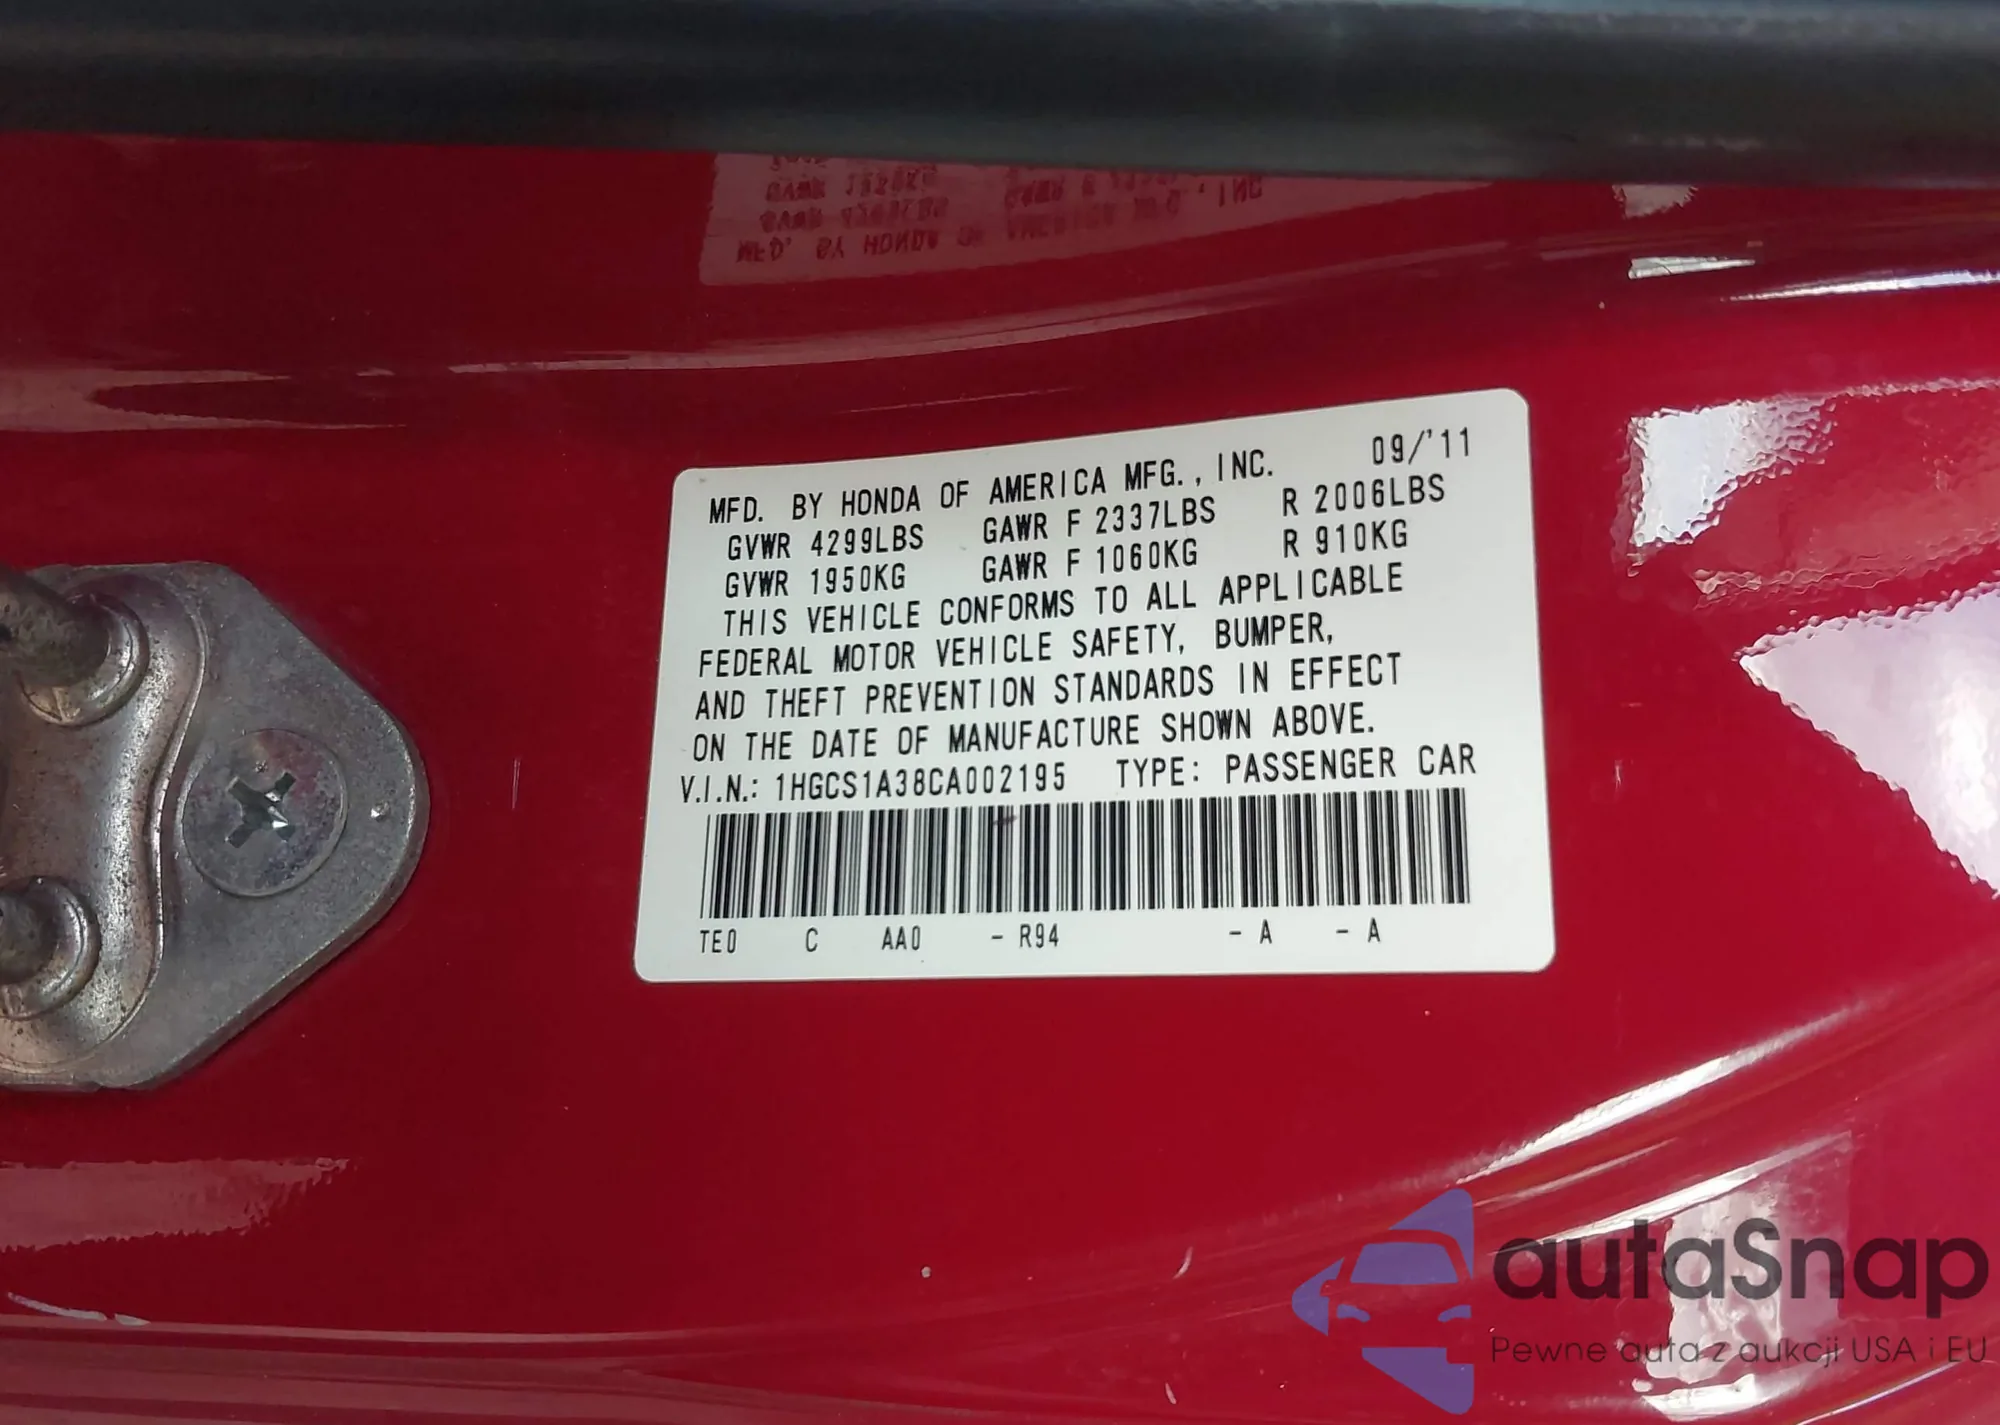 MFD. BY HONDA OF AMERICA MFG., INC. 09/'11
GVWR 4299LBS GAWR F 2337LBS R 2006LBS
GVWR 1950KG GAWR F 1060KG R 910KG
THIS VEHICLE CONFORMS TO ALL APPLICABLE
FEDERAL MOTOR VEHICLE SAFETY, BUMPER,
AND THEFT PREVENTION STANDARDS IN EFFECT
ON THE DATE OF MANUFACTURE SHOWN ABOVE.
V.I.N.: 1HGCS1A38CA002195 TYPE: PASSENGER CAR
TE0 C AA0 - R94 - A - A
autaSnap
Pewne auta z aukcji USA i EU